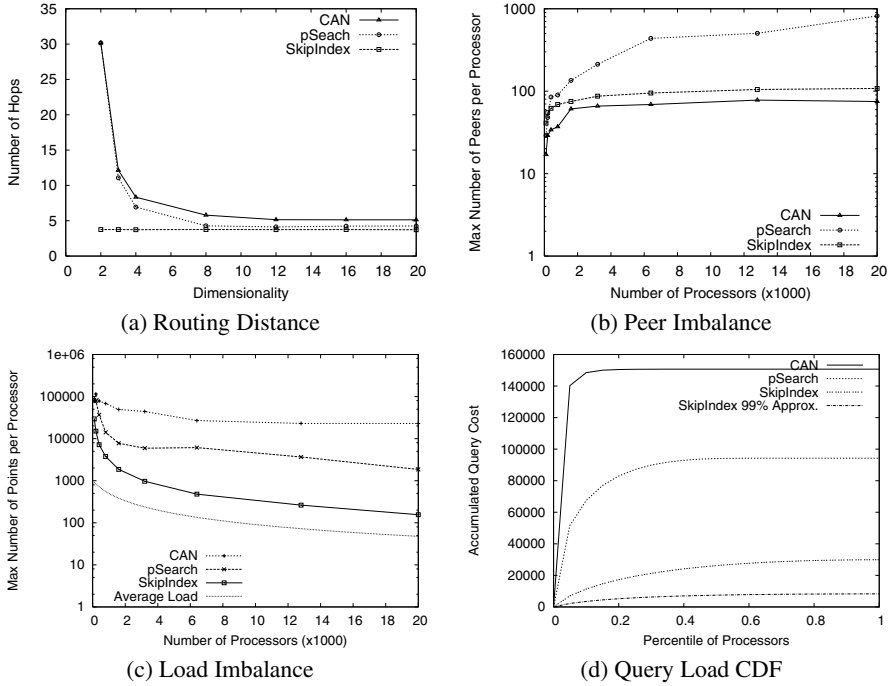 35
30
25
20
15
10
5
0
Number of Hops
CAN
pSeach
SkipIndex
0 2 4 6 8 10 12 14 16 18 20
Dimensionality
(a) Routing Distance
1000
100
10
1
Max Number of Peers per Processor
CAN
pSearch
SkipIndex
0 2 4 6 8 10 12 14 16 18 20
Number of Processors (x1000)
(b) Peer Imbalance
1e+06
100000
10000
1000
100
10
1
Max Number of Points per Processor
CAN
pSearch
SkipIndex
Average Load
0 2 4 6 8 10 12 14 16 18 20
Number of Processors (x1000)
(c) Load Imbalance
160000
140000
120000
100000
80000
60000
40000
20000
0
Accumulated Query Cost
CAN
pSearch
SkipIndex
SkipIndex 99% Approx.
0 0.2 0.4 0.6 0.8 1
Percentile of Processors
(d) Query Load CDF